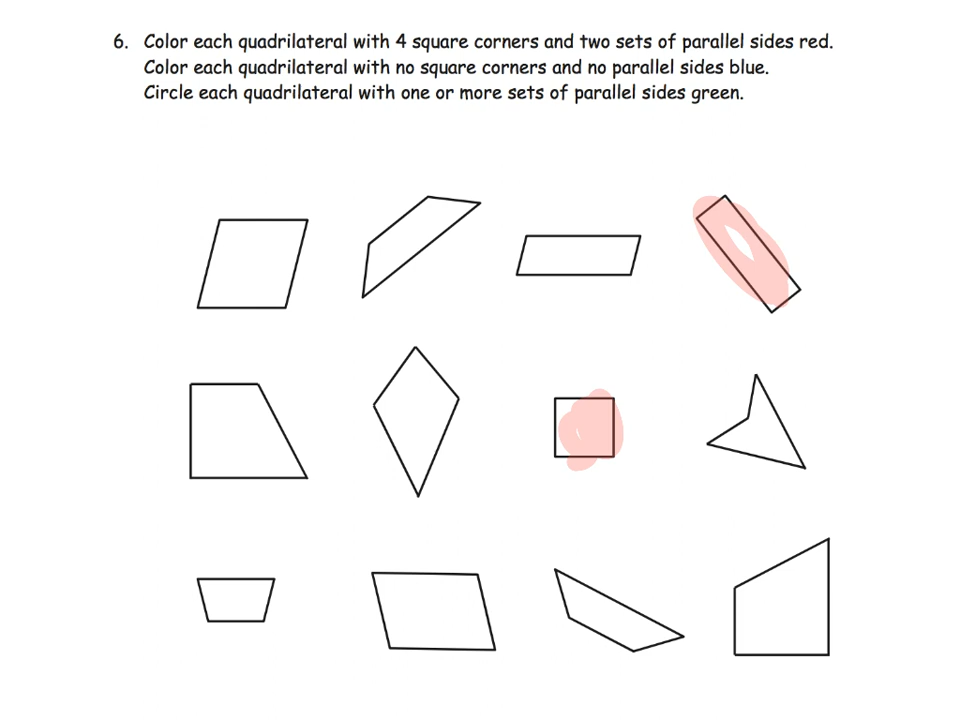 6. Color each quadrilateral with 4 square corners and two sets of parallel sides red.
Color each quadrilateral with no square corners and no parallel sides blue.
Circle each quadrilateral with one or more sets of parallel sides green.